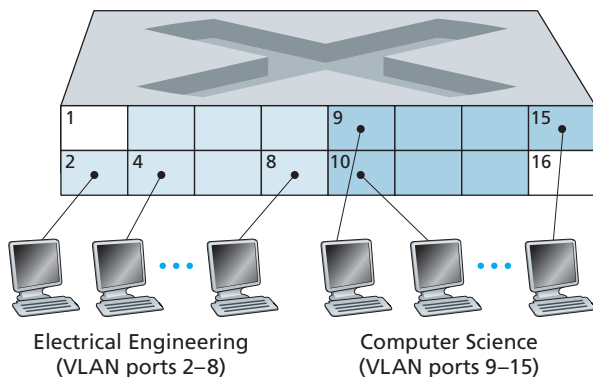 1 9 15
2 4 8 10 16
Electrical Engineering
(VLAN ports 2–8)
Computer Science
(VLAN ports 9–15)